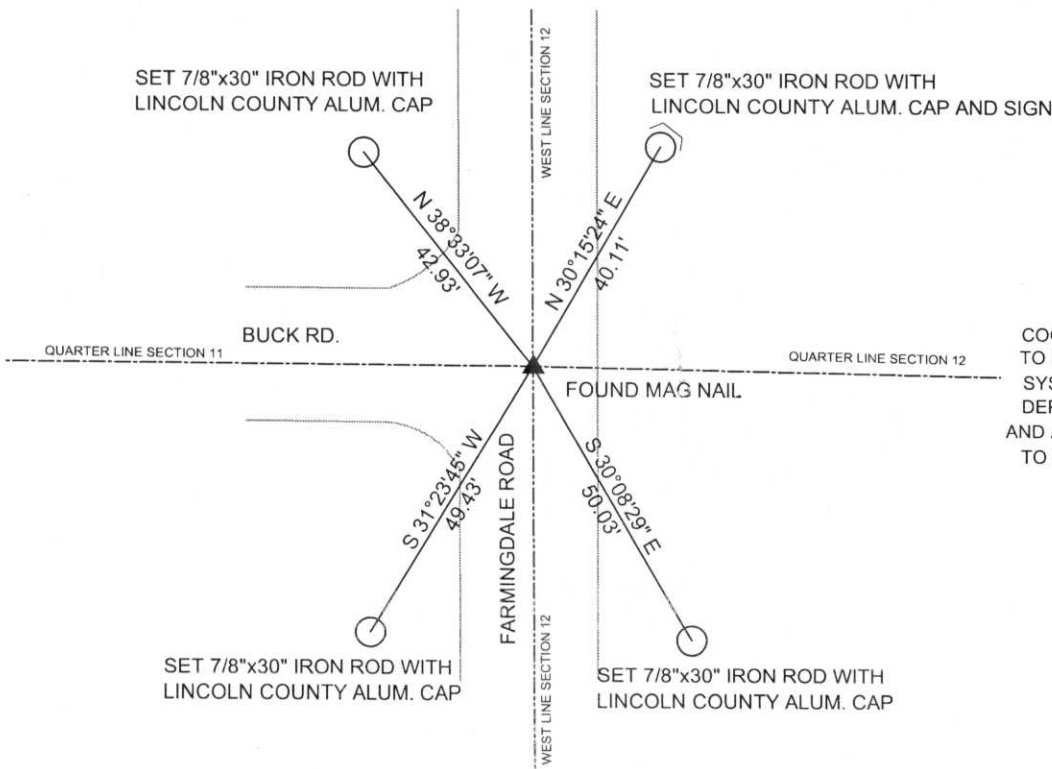 WEST LINE SECTION 12
SET 7/8"x30" IRON ROD WITH
LINCOLN COUNTY ALUM. CAP
SET 7/8"x30" IRON ROD WITH
LINCOLN COUNTY ALUM. CAP AND SIGN
N 38°33'07" W
42.93'
N 30°15'24" E
40.11'
BUCK RD.
QUARTER LINE SECTION 11
QUARTER LINE SECTION 12
FOUND MAG NAIL
TO
SYS
AND
TO
S 31°23'45" W
49.43'
FARMINGDALE ROAD
S 30°08'29" E
50.03'
SET 7/8"x30" IRON ROD WITH
LINCOLN COUNTY ALUM. CAP
SET 7/8"x30" IRON ROD WITH
LINCOLN COUNTY ALUM. CAP
WEST LINE SECTION 12